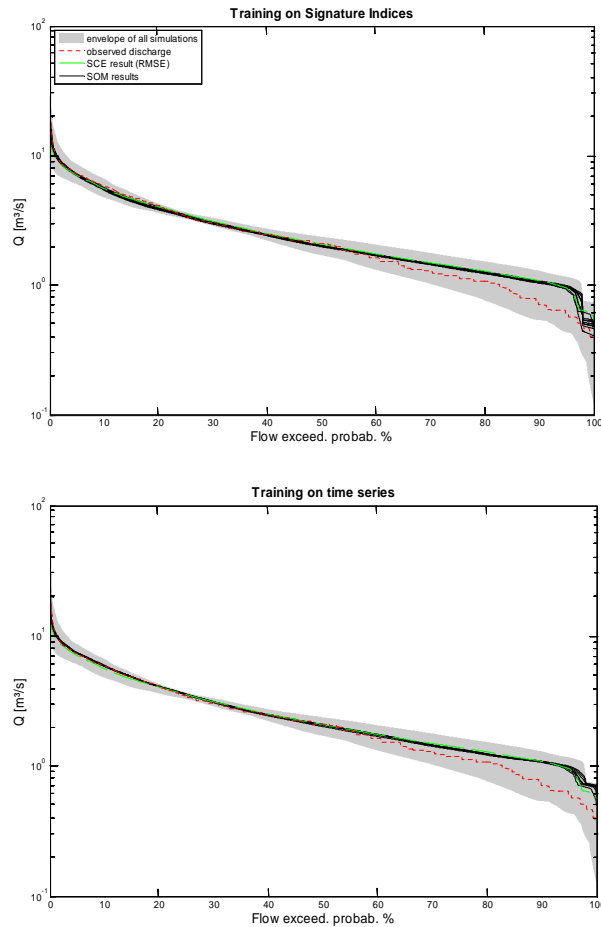 Training on Signature Indices
envelope of all simulations
observed discharge
SCE result (RMSE)
SOM results
10²
10¹
10⁰
10⁻¹
Q [m³/s]
0 10 20 30 40 50 60 70 80 90 100
Flow exceed. probab. %
Training on time series
10²
10¹
10⁰
10⁻¹
Q [m³/s]
0 10 20 30 40 50 60 70 80 90 100
Flow exceed. probab. %